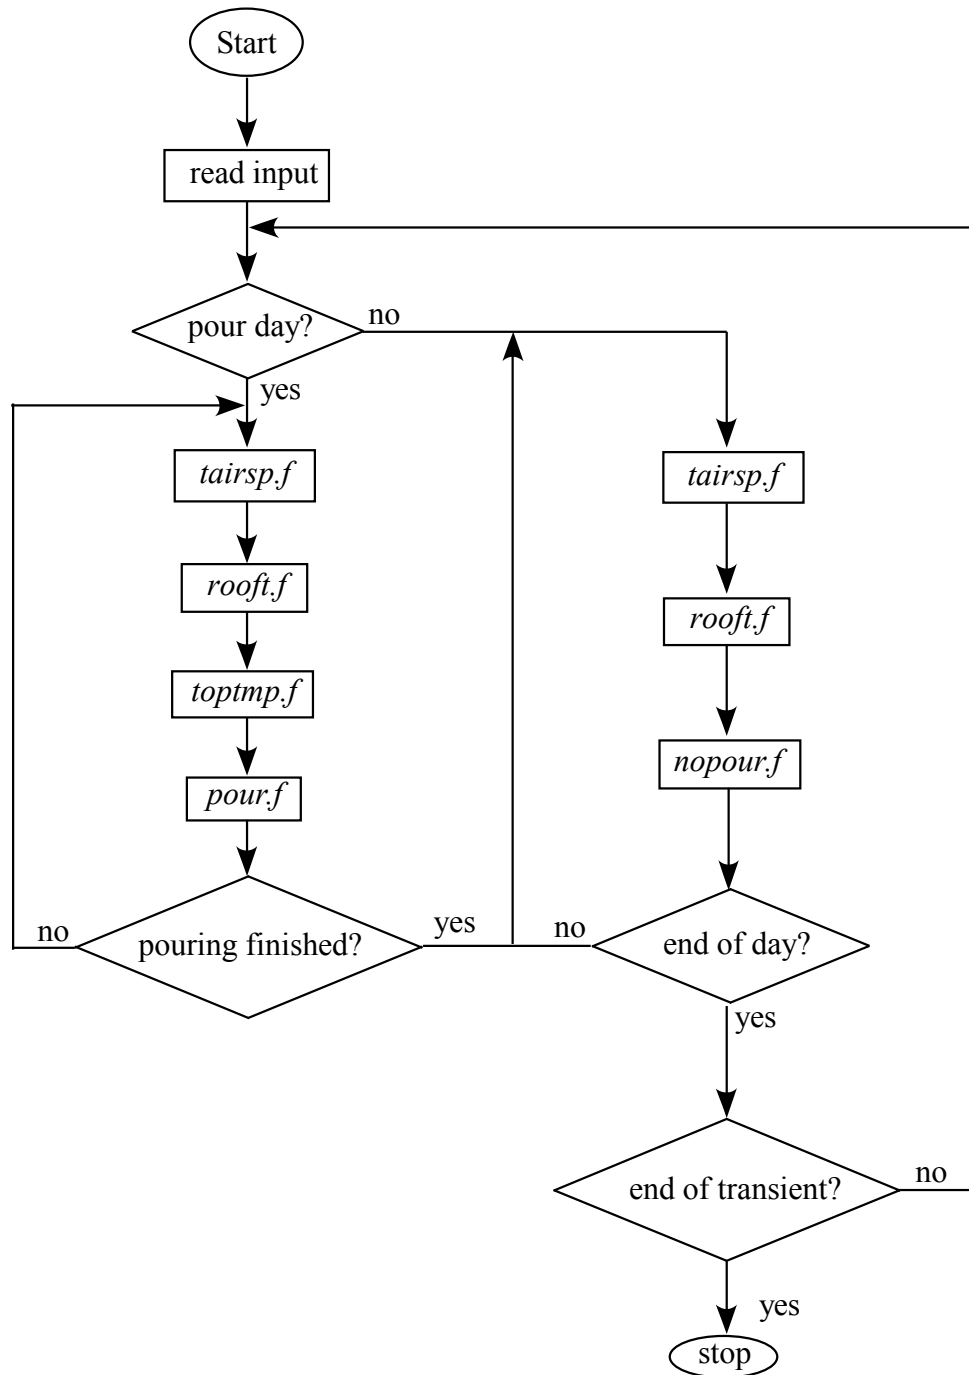 Start
read input
pour day?
no
yes
tairsp.f
rooft.f
toptmp.f
pour.f
pouring finished?
no
yes
tairsp.f
rooft.f
nopour.f
end of day?
no
yes
end of transient?
no
yes
stop